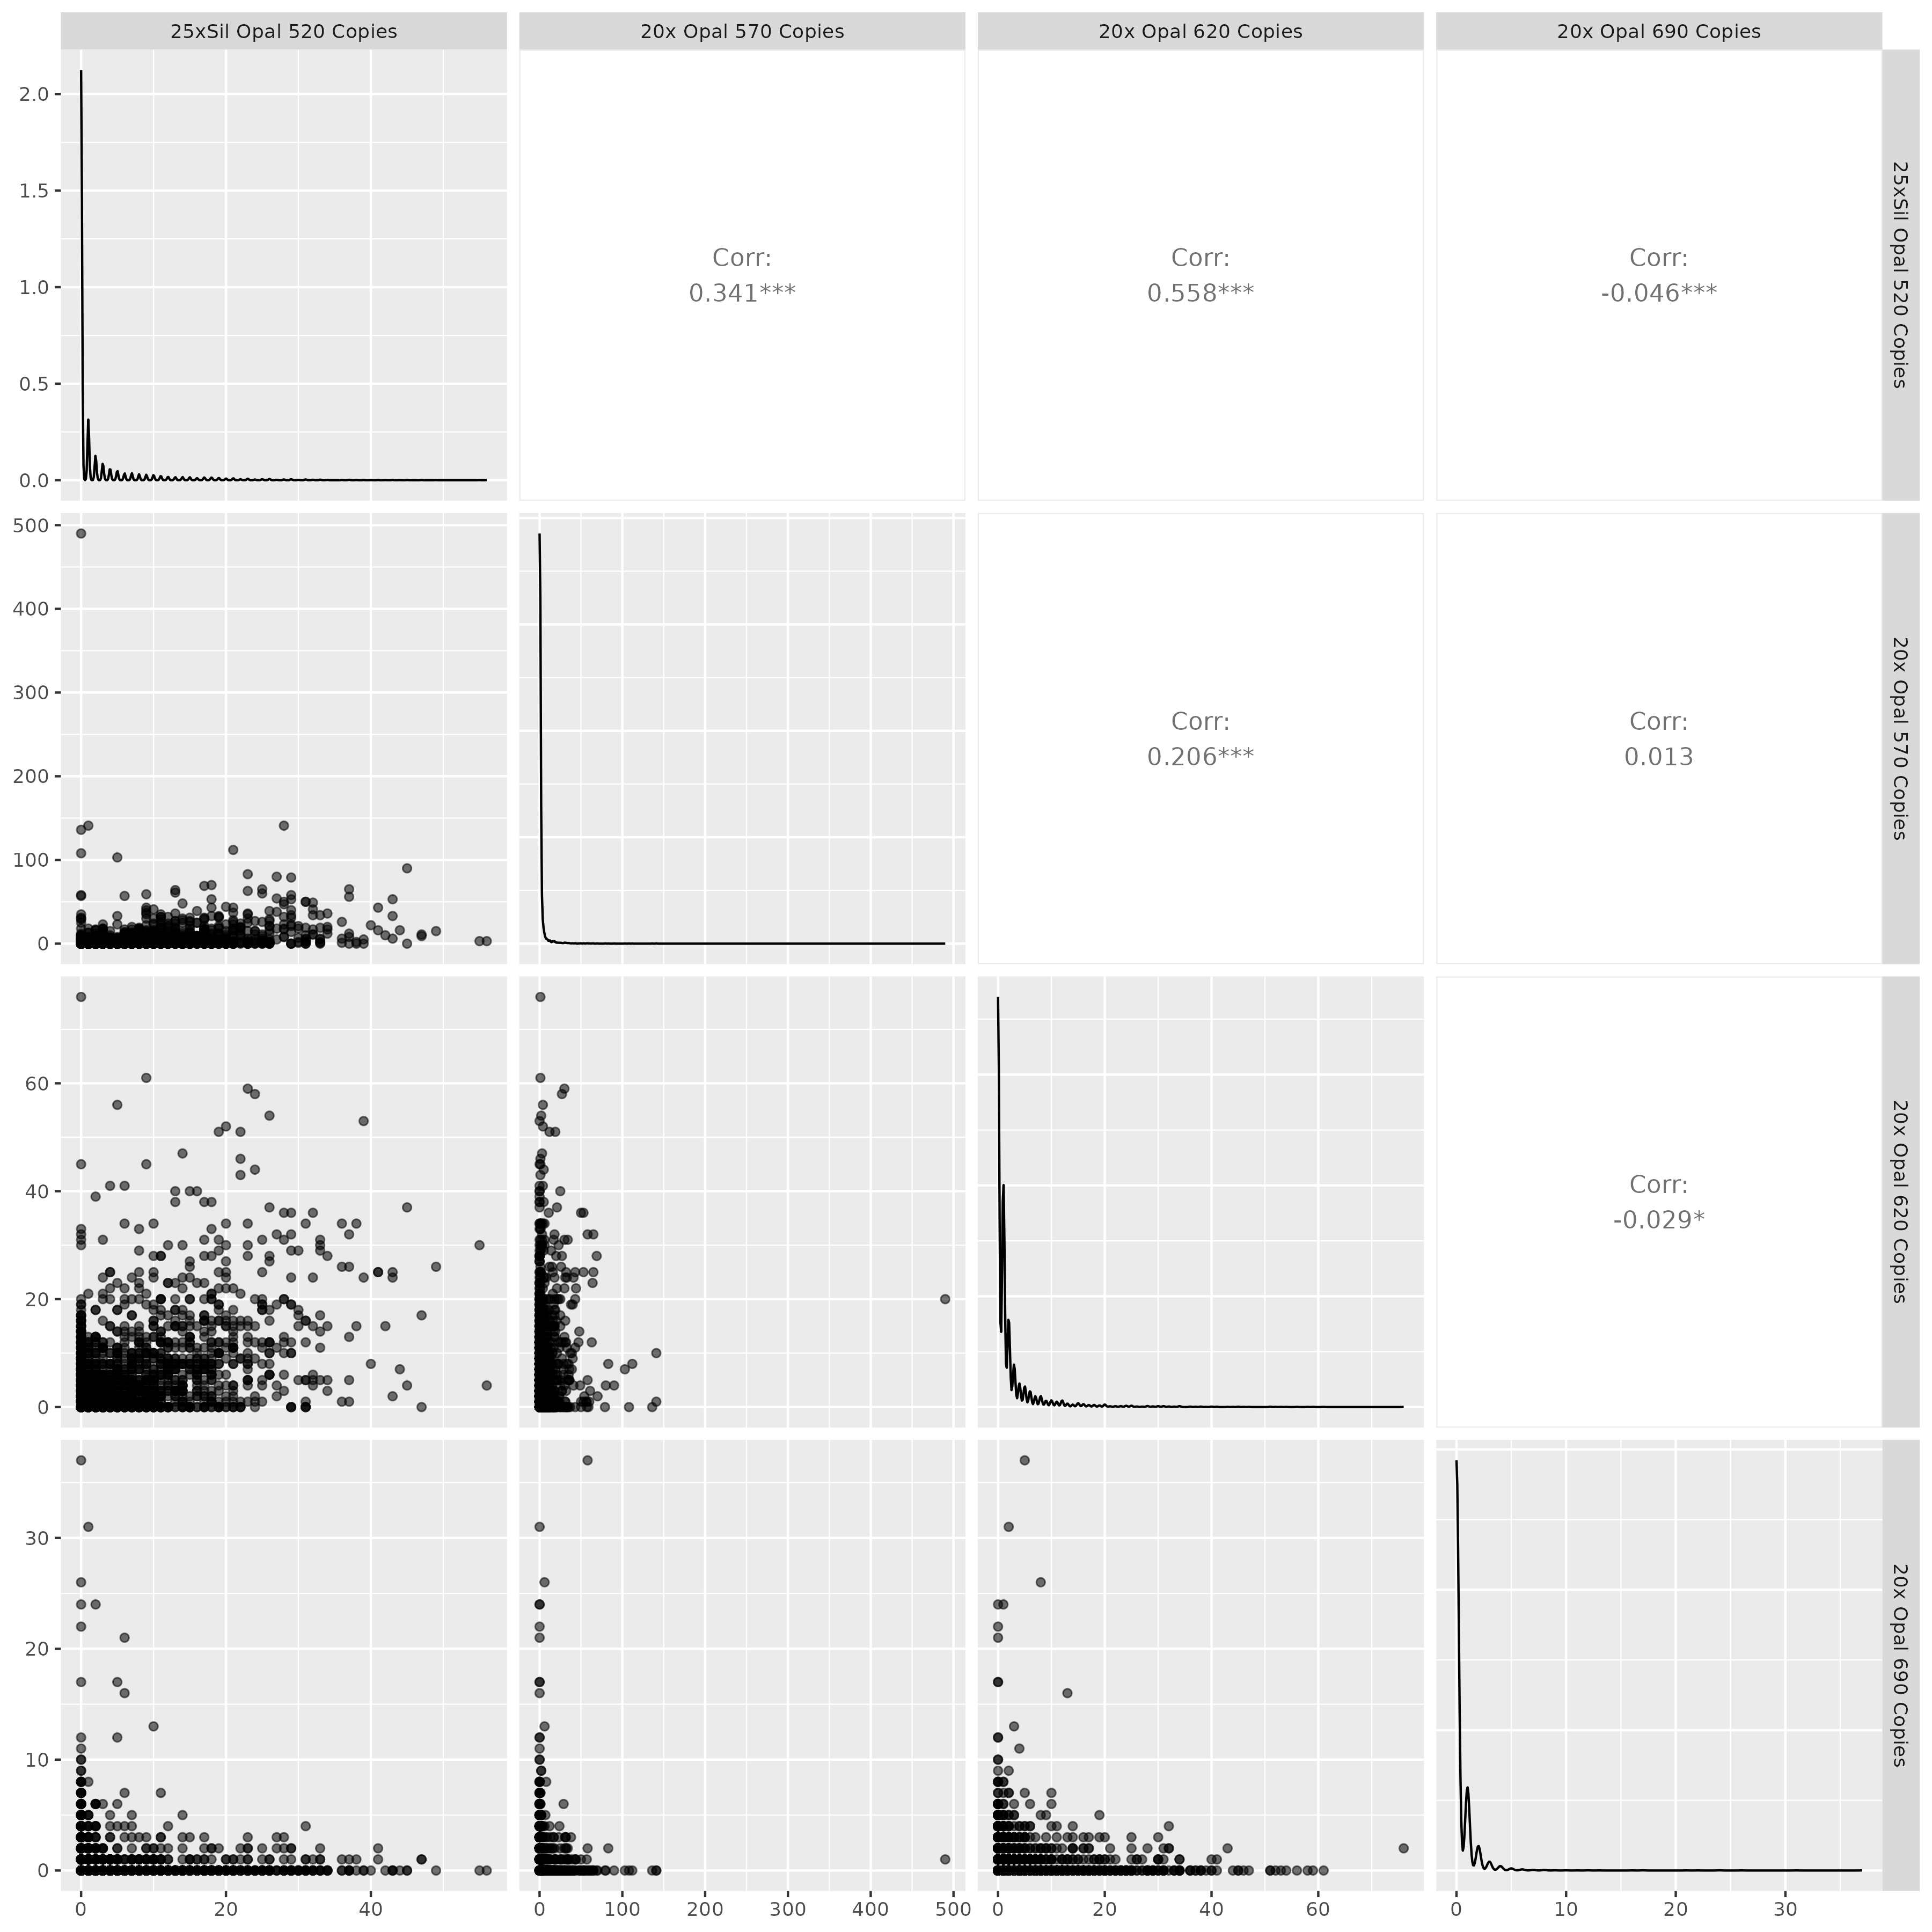 25xSil Opal 520 Copies
20x Opal 570 Copies
20x Opal 620 Copies
20x Opal 690 Copies
2.0
1.5
1.0
0.5
0.0
Corr:
0.341***
Corr:
0.558***
Corr:
-0.046***
25xSil Opal 520 Copies
500
400
300
200
100
0
Corr:
0.206***
Corr:
0.013
20x Opal 570 Copies
60
40
20
0
Corr:
-0.029*
20x Opal 620 Copies
30
20
10
0
20x Opal 690 Copies
0 20 40
0 100 200 300 400 500
0 20 40 60
0 10 20 30